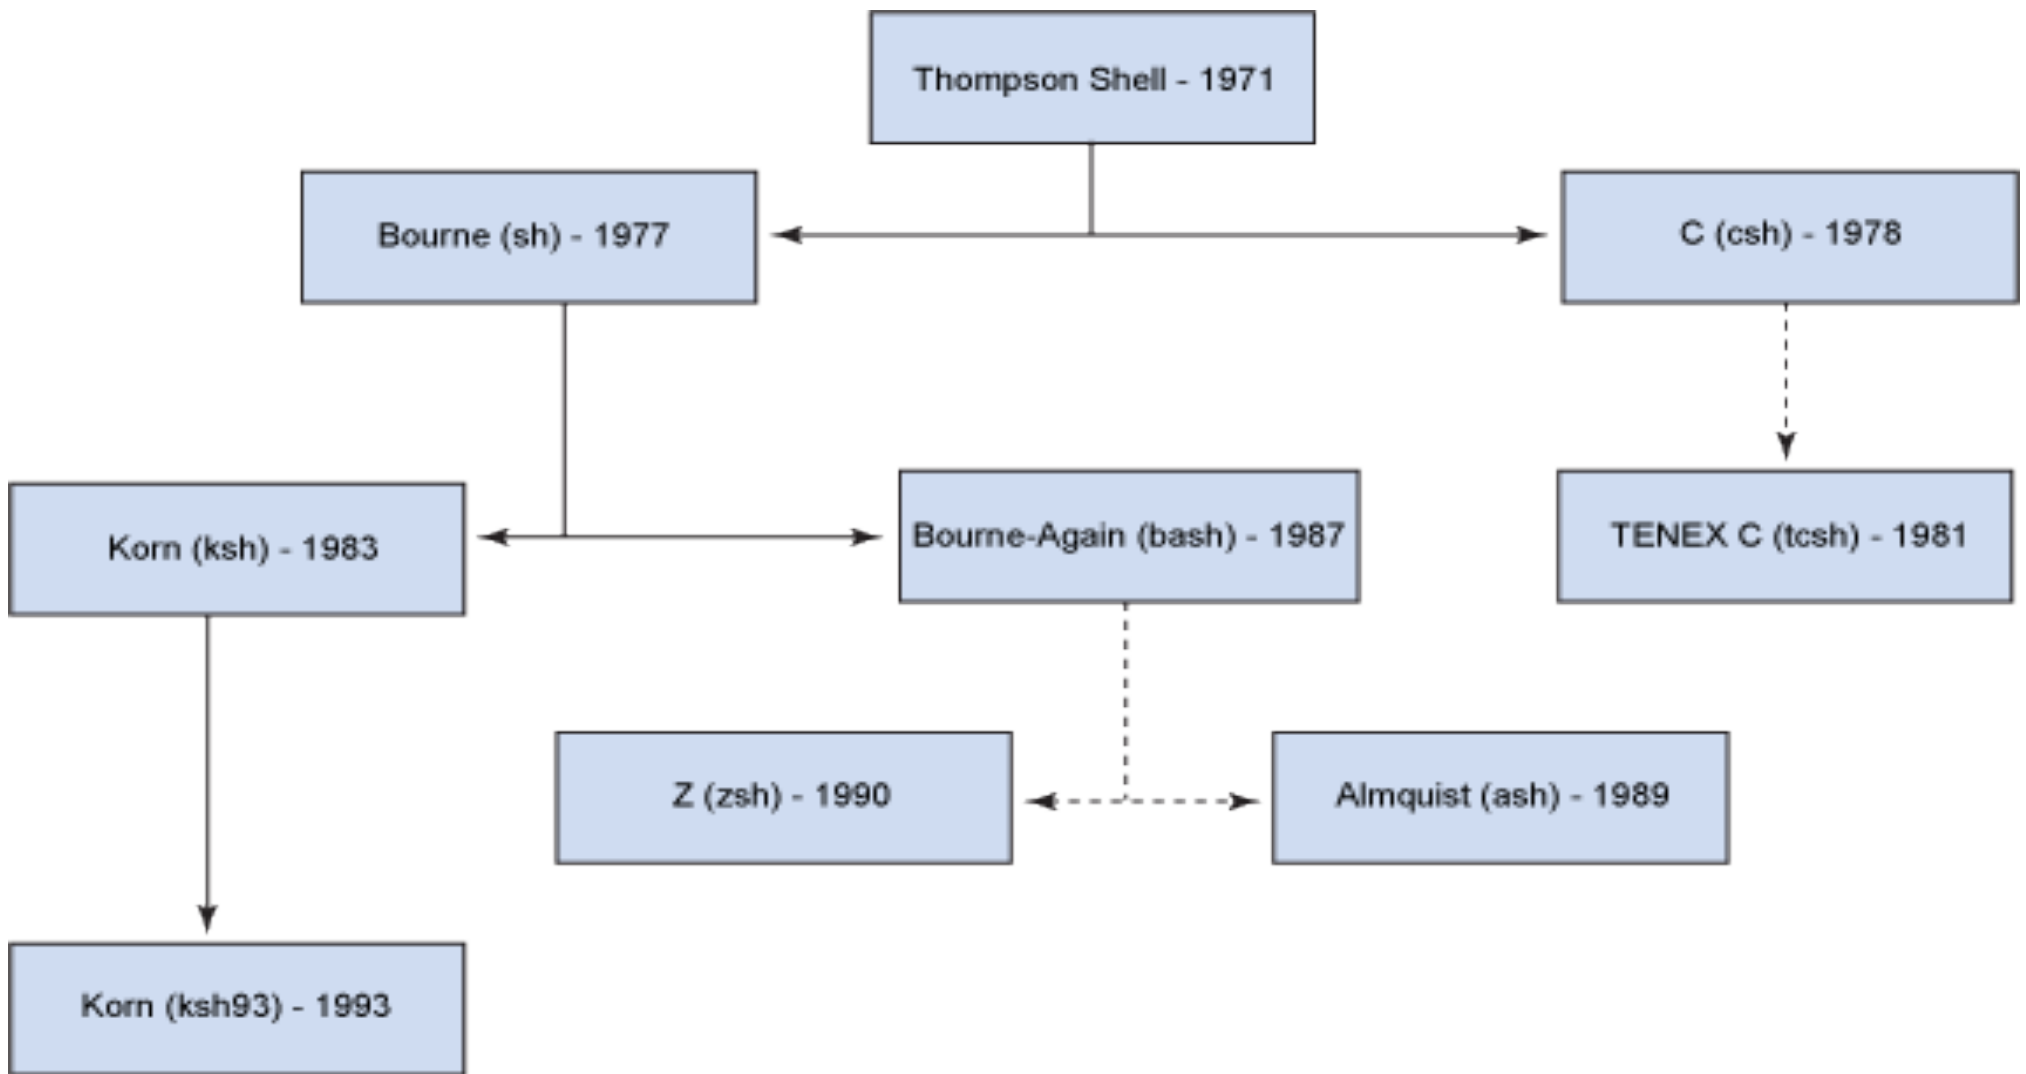 Thompson Shell - 1971
Bourne (sh) - 1977
C (csh) - 1978
Korn (ksh) - 1983
Bourne-Again (bash) - 1987
TENEX C (tcsh) - 1981
Z (zsh) - 1990
Almquist (ash) - 1989
Korn (ksh93) - 1993